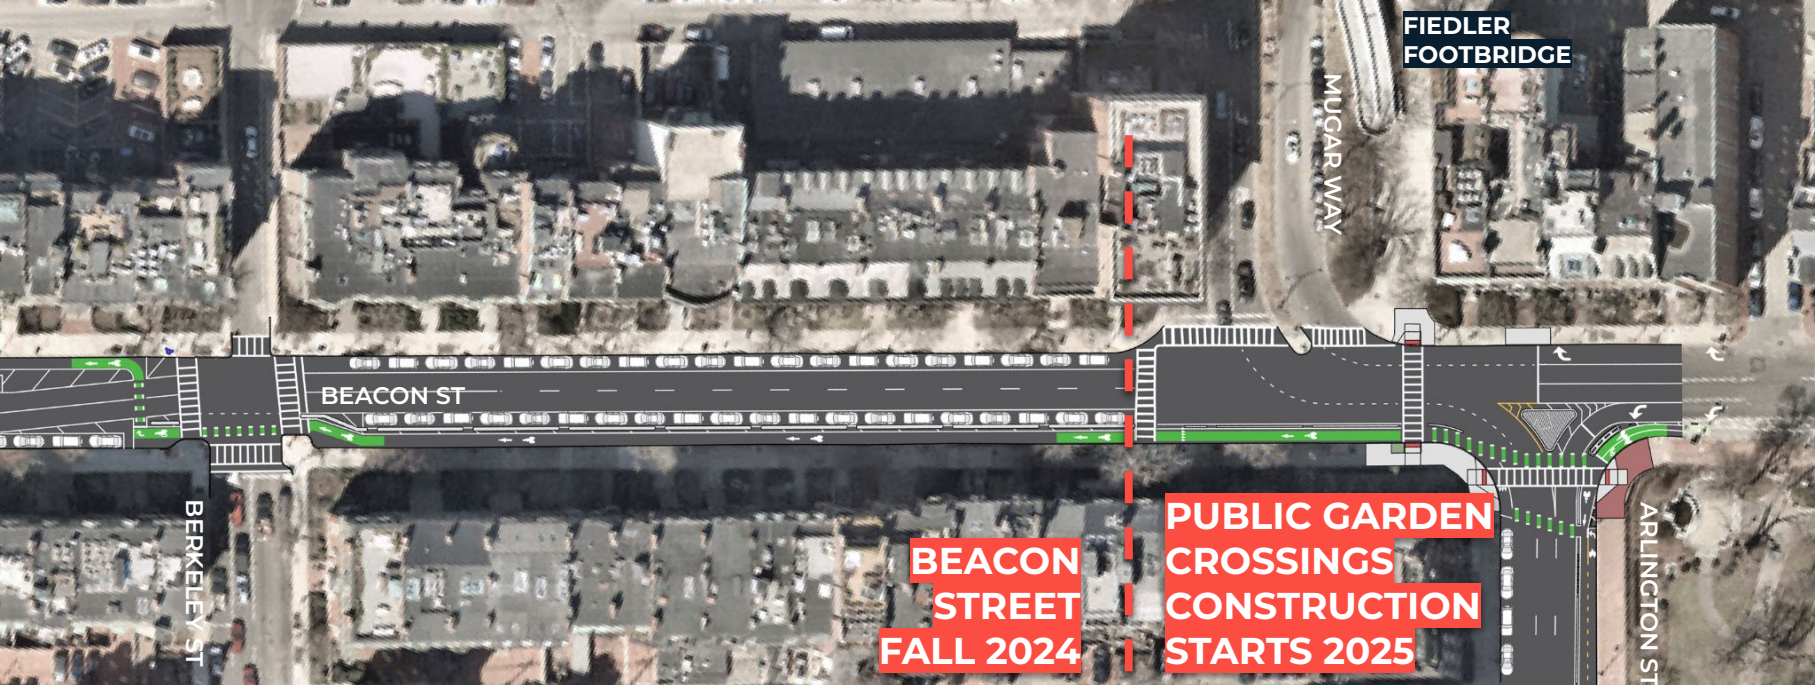 FIEDLER
FOOTBRIDGE
MUGAR WAY
BEACON ST
BERKELEY ST
BEACON
STREET
FALL 2024
PUBLIC GARDEN
CROSSINGS
CONSTRUCTION
STARTS 2025
ARLINGTON ST